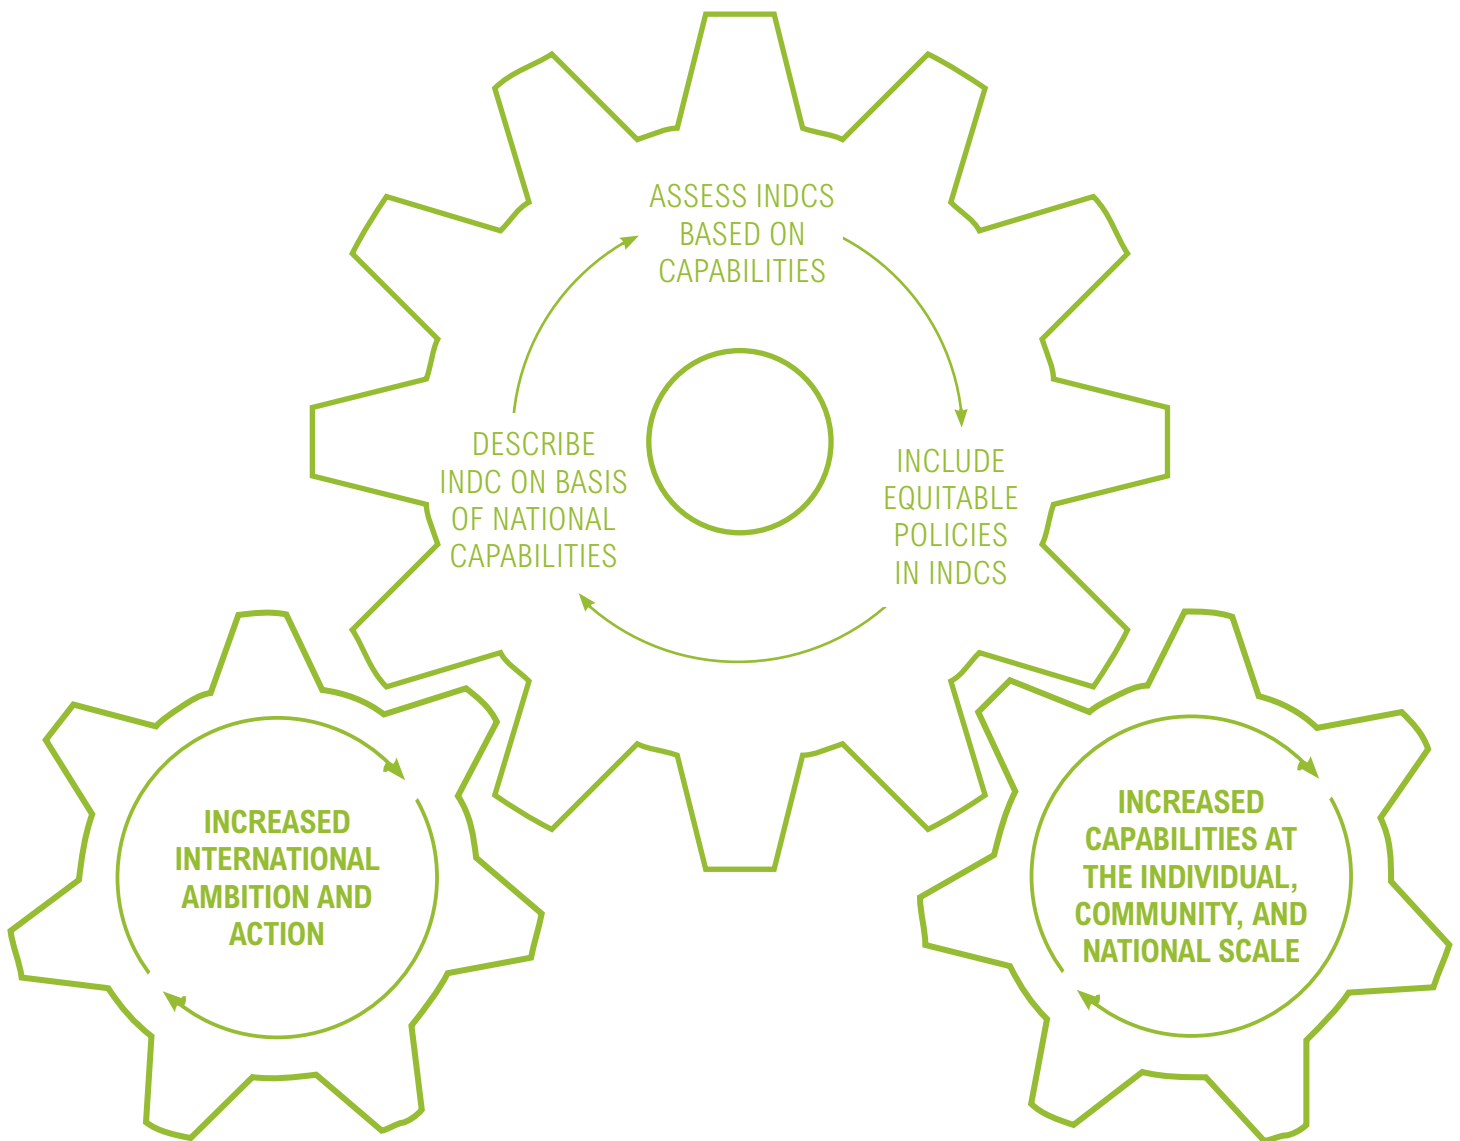 ASSESS INDCS
BASED ON
CAPABILITIES
DESCRIBE
INDC ON BASIS
OF NATIONAL
CAPABILITIES
INCLUDE
EQUITABLE
POLICIES
IN INDCS
INCREASED
INTERNATIONAL
AMBITION AND
ACTION
INCREASED
CAPABILITIES AT
THE INDIVIDUAL,
COMMUNITY, AND
NATIONAL SCALE